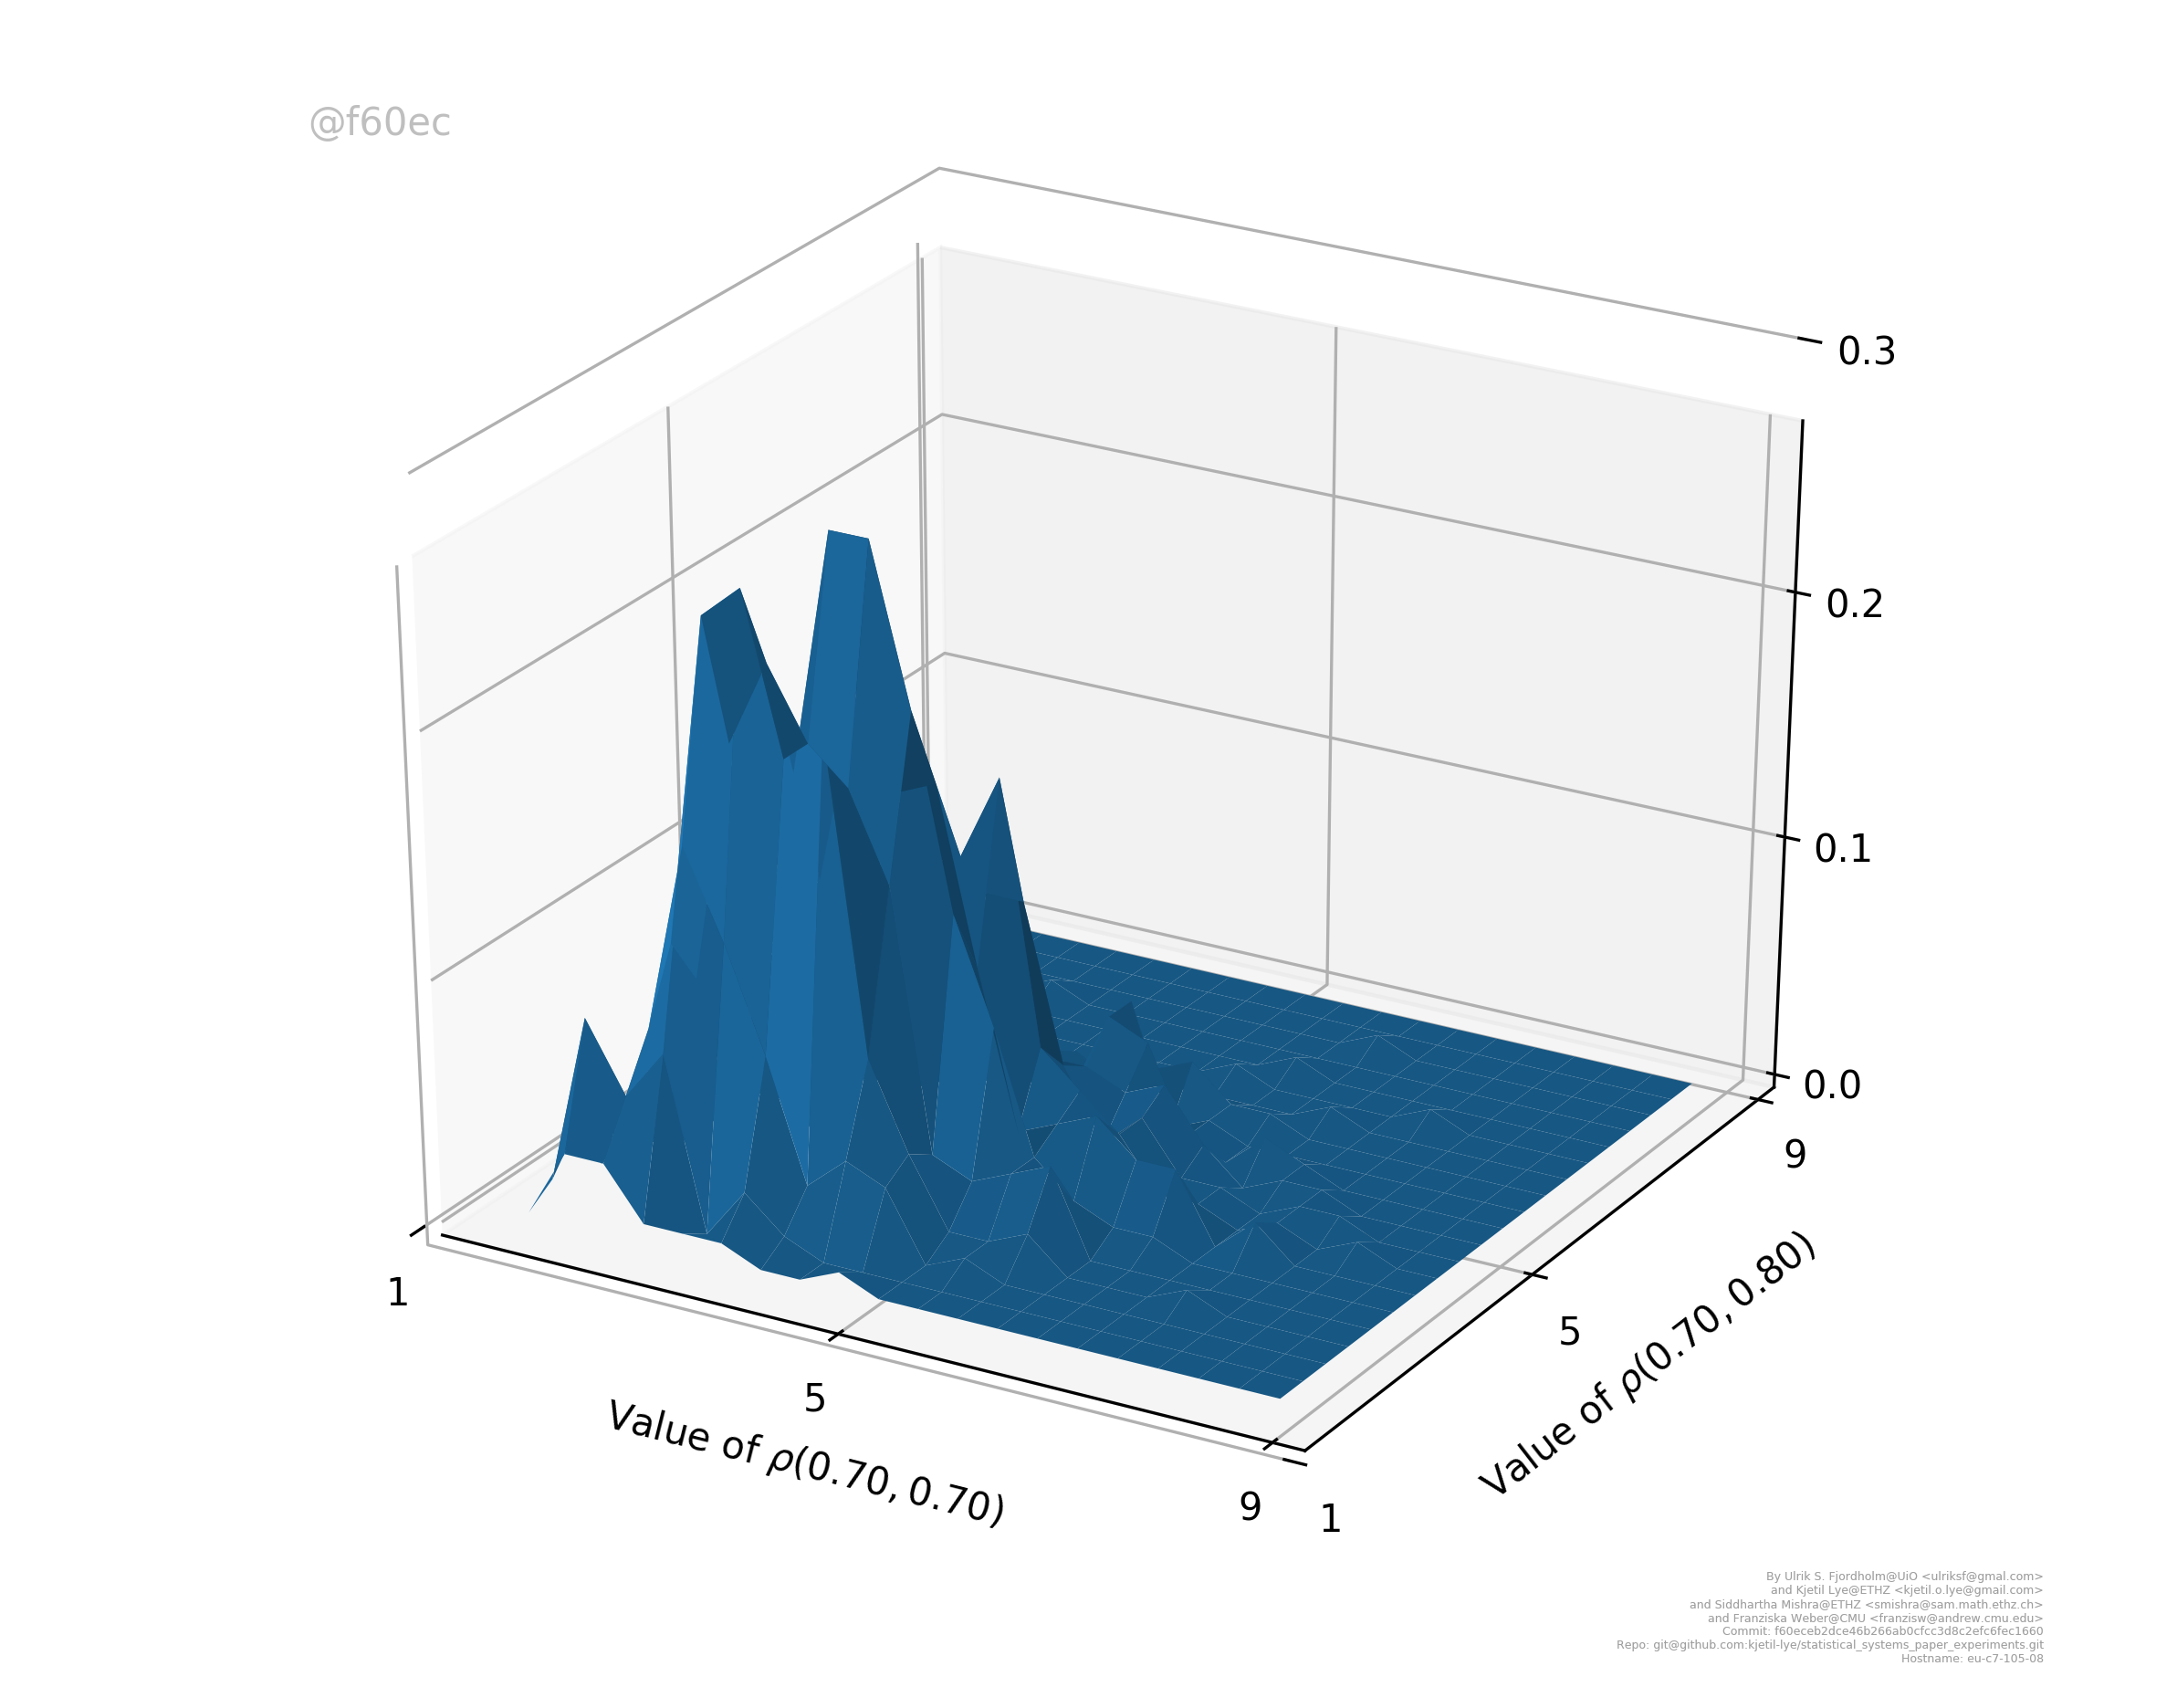 @f60ec
0.3
0.2
0.1
0.0
9
5
1
1
5
9
Value of ρ(0.70, 0.80)
Value of ρ(0.70, 0.70)
By Ulrik S. Fjordholm@UiO <ulriksf@gmal.com>
and Kjetil Lye@ETHZ <kjetil.o.lye@gmail.com>
and Siddhartha Mishra@ETHZ <smishra@sam.math.ethz.ch>
and Franziska Weber@CMU <franzisw@andrew.cmu.edu>
Commit: f60eceb2dce46b266ab0cfcc3d8c2efc6fec1660
Repo: git@github.com:kjetil-lye/statistical_systems_paper_experiments.git
Hostname: eu-c7-105-08